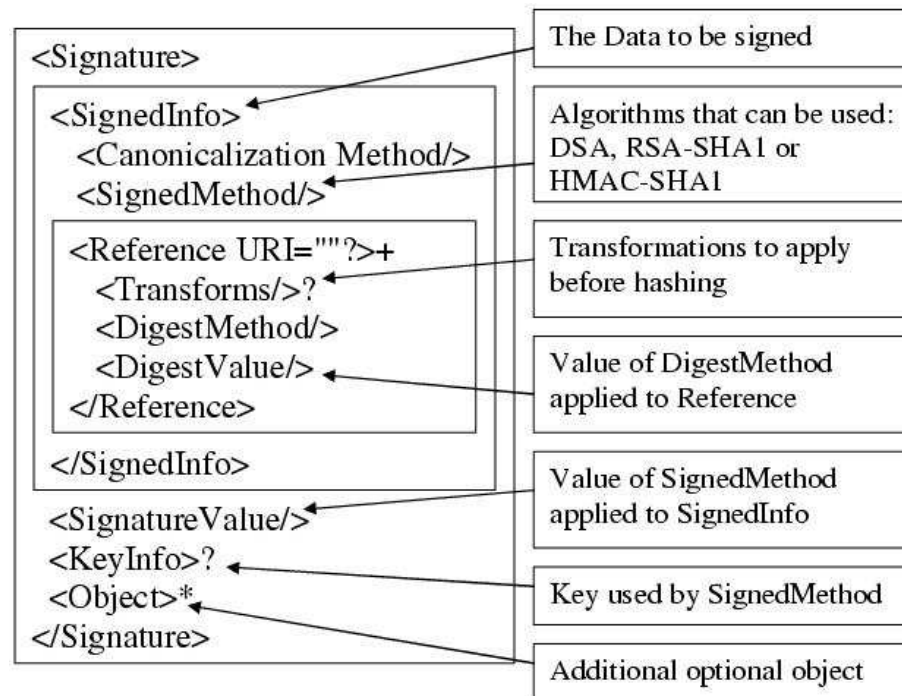 <Signature>
<SignedInfo>
<Canonicalization Method/>
<SignedMethod/>
<Reference URI=""?>+
<Transforms/>?
<DigestMethod/>
<DigestValue/>
</Reference>
</SignedInfo>
<SignatureValue/>
<KeyInfo>?
<Object>*
</Signature>
The Data to be signed
Algorithms that can be used:
DSA, RSA-SHA1 or
HMAC-SHA1
Transformations to apply
before hashing
Value of DigestMethod
applied to Reference
Value of SignedMethod
applied to SignedInfo
Key used by SignedMethod
Additional optional object